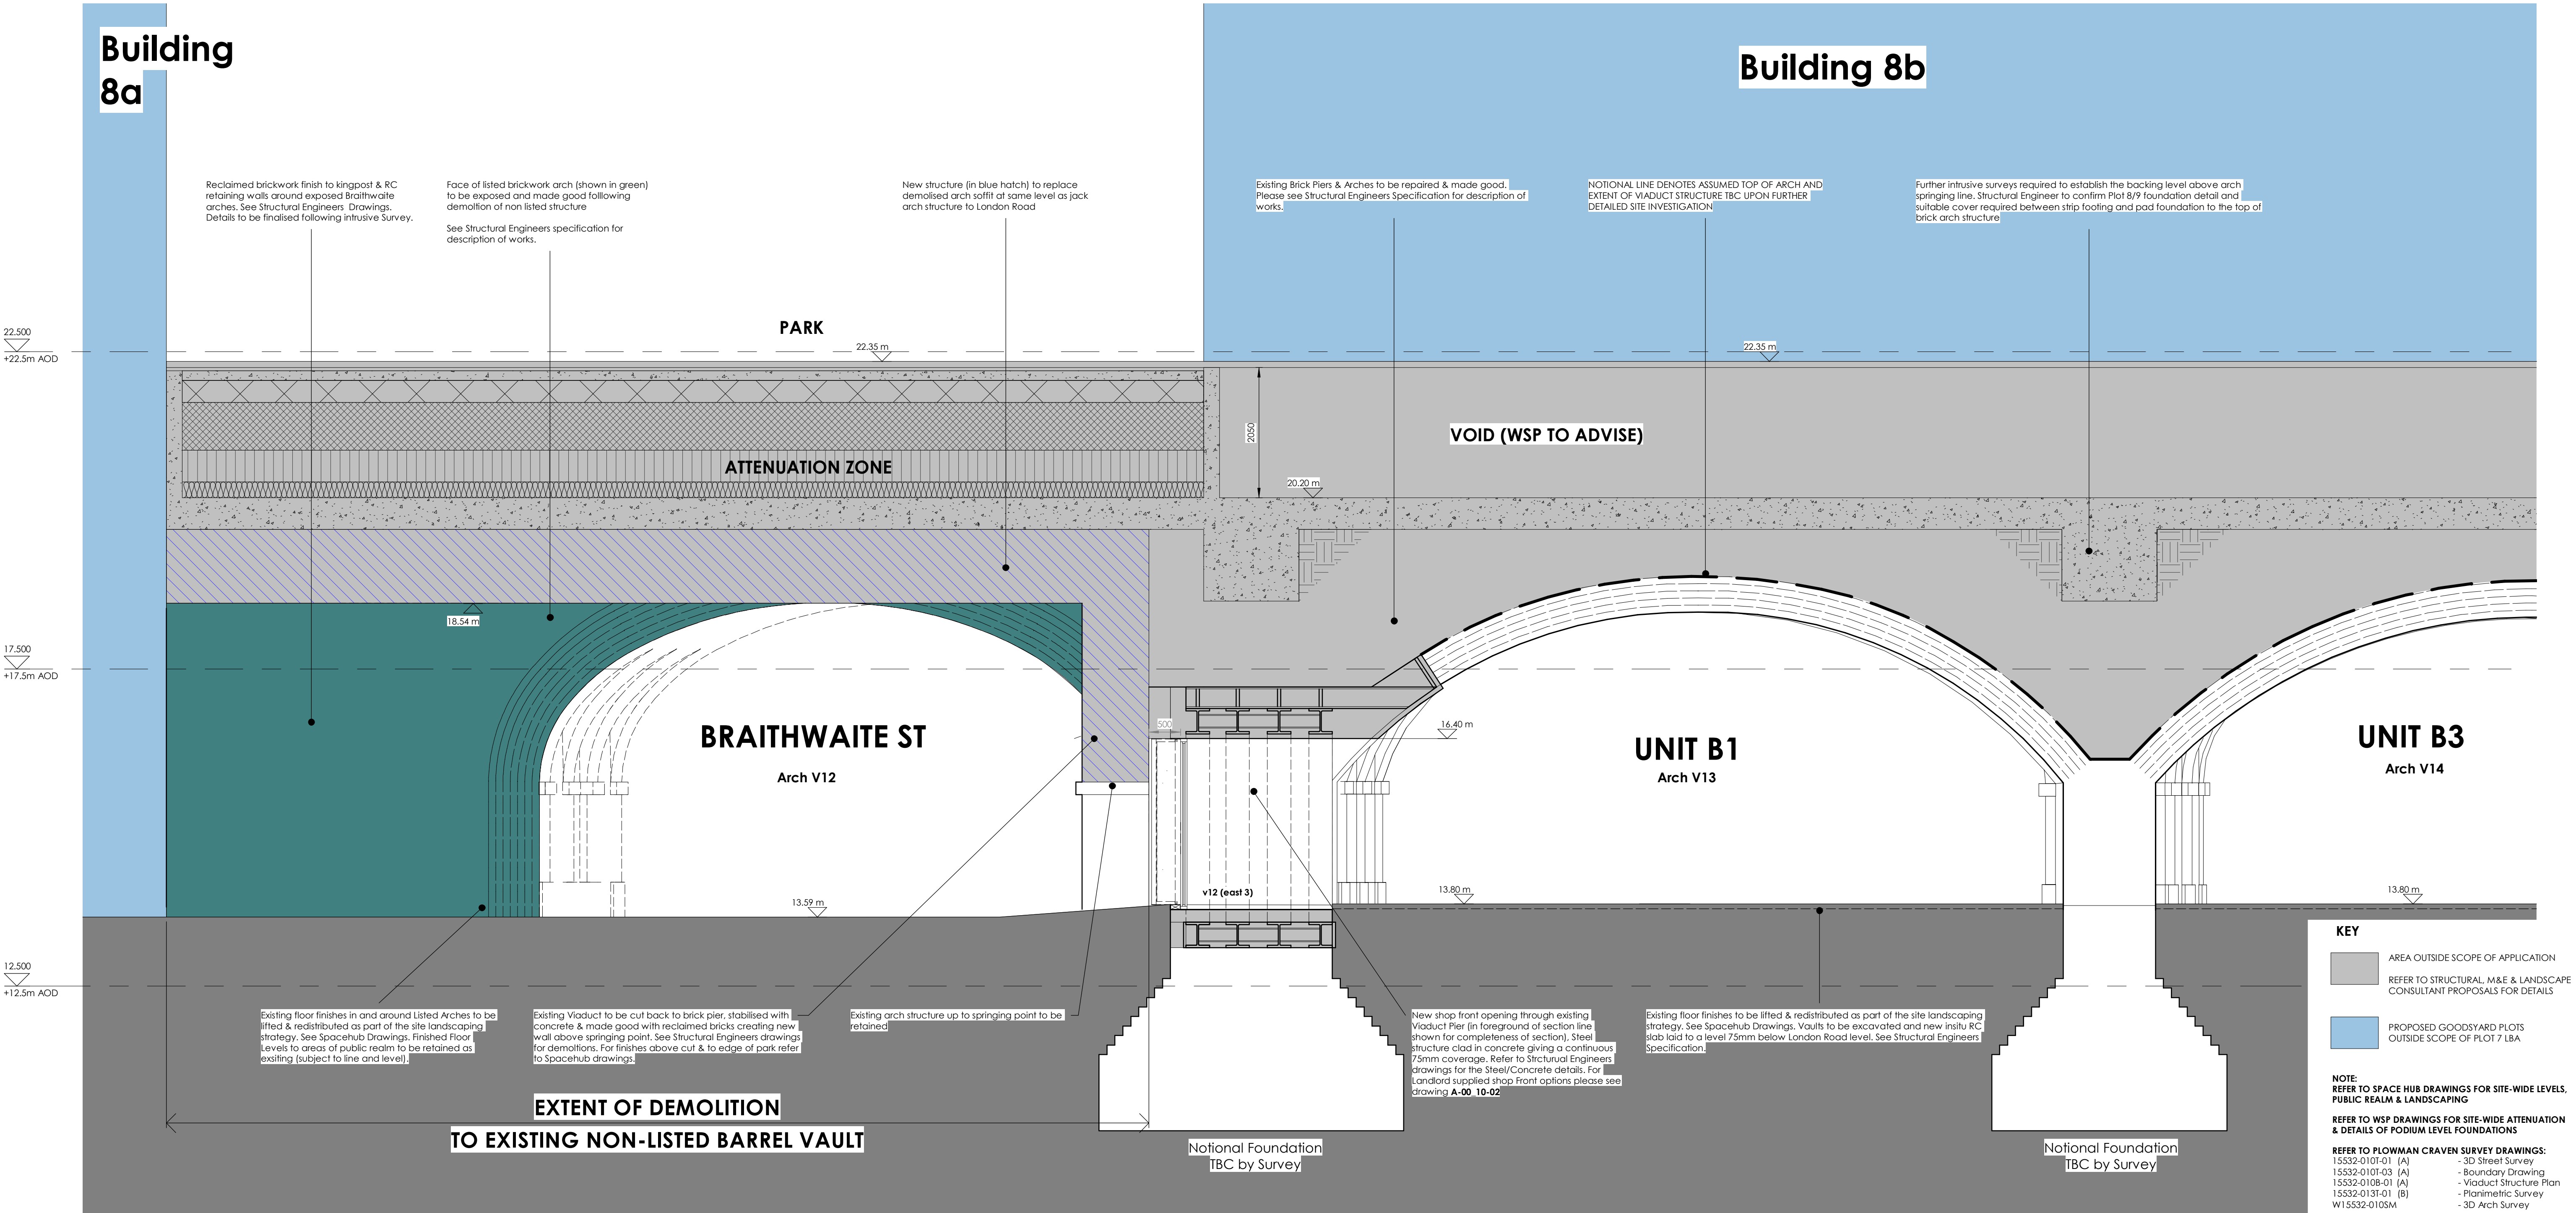 Building
8a
Building 8b
Reclaimed brickwork finish to kingpost & RC
retaining walls around exposed Braithwaite
arches. See Structural Engineers Drawings.
Details to be finalised following intrusive Survey.
Face of listed brickwork arch (shown in green)
to be exposed and made good folllowing
demoltion of non listed structure
See Structural Engineers specification for
description of works.
New structure (in blue hatch) to replace
demolised arch soffit at same level as jack
arch structure to London Road
Existing Brick Piers & Arches to be repaired & made good.
Please see Structural Engineers Specification for description of
works.
NOTIONAL LINE DENOTES ASSUMED TOP OF ARCH AND
EXTENT OF VIADUCT STRUCTURE TBC UPON FURTHER
DETAILED SITE INVESTIGATION
Further intrusive surveys required to establish the backing level above arch
springing line. Structural Engineer to confirm Plot 8/9 foundation detail and
suitable cover required between strip footing and pad foundation to the top of
brick arch structure
PARK
22.500
+22.5m AOD
22.35 m
22.35 m
2050
VOID (WSP TO ADVISE)
ATTENUATION ZONE
20.20 m
18.54 m
17.500
+17.5m AOD
500
16.40 m
BRAITHWAITE ST
Arch V12
UNIT B1
Arch V13
UNIT B3
Arch V14
v12 (east 3)
13.59 m
13.80 m
13.80 m
12.500
+12.5m AOD
Existing floor finishes in and around Listed Arches to be
lifted & redistributed as part of the site landscaping
strategy. See Spacehub Drawings. Finished Floor
Levels to areas of public realm to be retained as
exsiting (subject to line and level).
Existing Viaduct to be cut back to brick pier, stabilised with
concrete & made good with reclaimed bricks creating new
wall above springing point. See Structural Engineers drawings
for demoltions. For finishes above cut & to edge of park refer
to Spacehub drawings.
Existing arch structure up to springing point to be
retained
New shop front opening through existing
Viaduct Pier (in foreground of section line
shown for completeness of section), Steel
structure clad in concrete giving a continuous
75mm coverage. Refer to Strcturual Engineers
drawings for the Steel/Concrete details. For
Landlord supplied shop Front options please see
drawing A-00_10-02
Existing floor finishes to be lifted & redistributed as part of the site landscaping
strategy. See Spacehub Drawings. Vaults to be excavated and new insitu RC
slab laid to a level 75mm below London Road level. See Structural Engineers
Specification.
EXTENT OF DEMOLITION
TO EXISTING NON-LISTED BARREL VAULT
Notional Foundation
TBC by Survey
Notional Foundation
TBC by Survey
KEY
AREA OUTSIDE SCOPE OF APPLICATION
REFER TO STRUCTURAL, M&E & LANDSCAPE
CONSULTANT PROPOSALS FOR DETAILS
PROPOSED GOODSYARD PLOTS
OUTSIDE SCOPE OF PLOT 7 LBA
NOTE:
REFER TO SPACE HUB DRAWINGS FOR SITE-WIDE LEVELS,
PUBLIC REALM & LANDSCAPING
REFER TO WSP DRAWINGS FOR SITE-WIDE ATTENUATION
& DETAILS OF PODIUM LEVEL FOUNDATIONS
REFER TO PLOWMAN CRAVEN SURVEY DRAWINGS:
15532-010T-01 (A) - 3D Street Survey
15532-010T-03 (A) - Boundary Drawing
15532-010B-01 (A) - Viaduct Structure Plan
15532-013T-01 (B) - Planimetric Survey
W15532-010SM - 3D Arch Survey